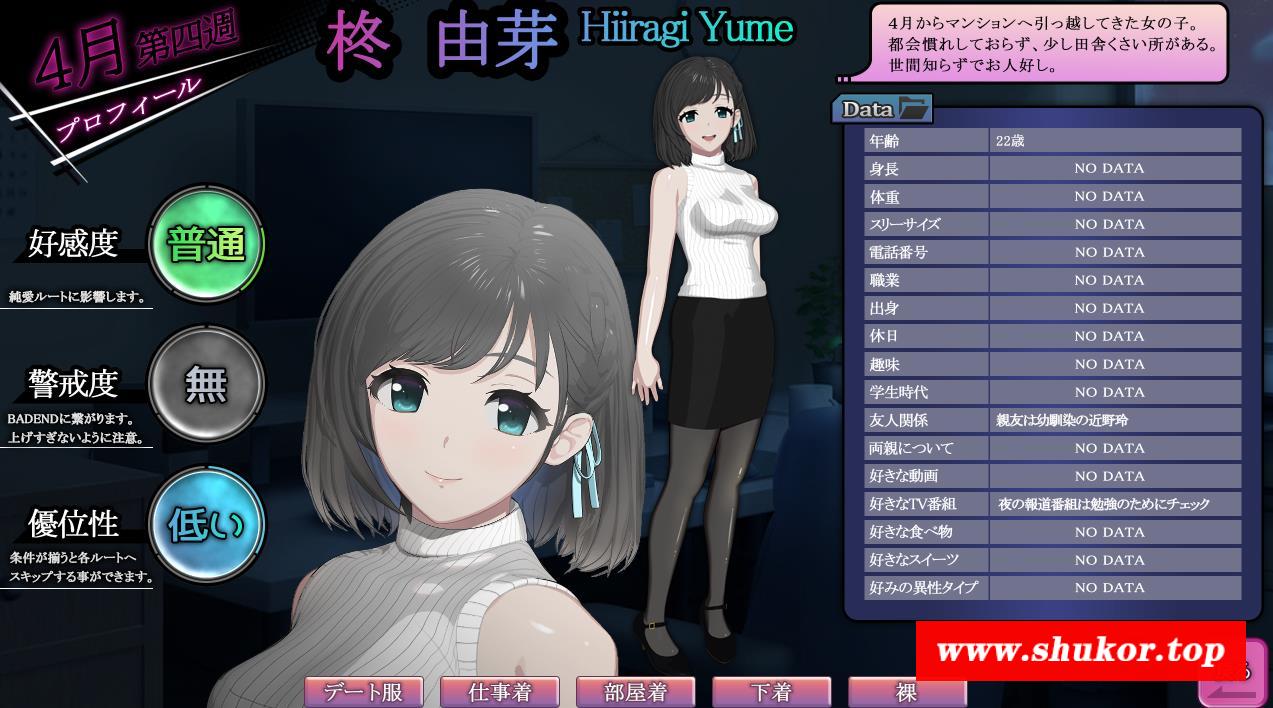 4月 第四週
プロフィール
柊 由芽 Hiiragi Yume
4月からマンションへ引っ越してきた女の子。
都会慣れしておらず、少し田舎くさい所がある。
世間知らずでお人好し。
好感度 普通
純愛ルートに影響します。
警戒度 無
BADENDに繋がります。
上げすぎないように注意。
優位性 低い
条件が揃うと各ルートへ
スキップする事ができます。
Data
年齢 22歳
身長 NO DATA
体重 NO DATA
スリーサイズ NO DATA
電話番号 NO DATA
職業 NO DATA
出身 NO DATA
休日 NO DATA
趣味 NO DATA
学生時代 NO DATA
友人関係 親友は幼馴染の近野玲
両親について NO DATA
好きな動画 NO DATA
好きなTV番組 夜の報道番組は勉強のためにチェック
好きな食べ物 NO DATA
好きなスイーツ NO DATA
好みの異性タイプ NO DATA
www.shukor.top
デート服 仕事着 部屋着 下着 裸